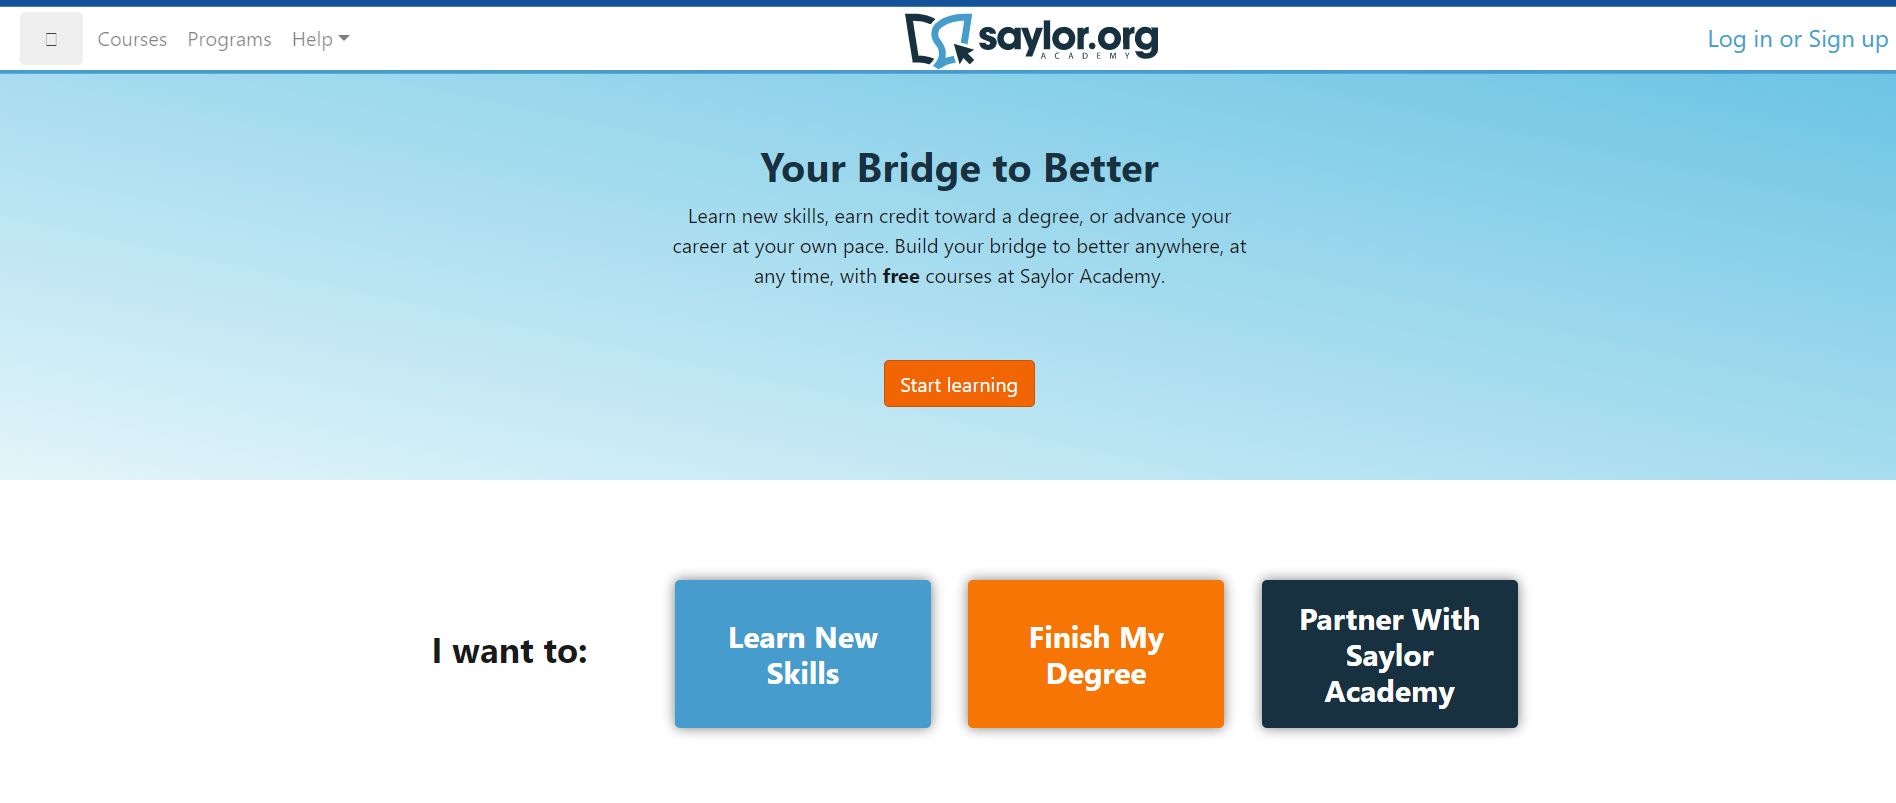 Courses Programs Help
saylor.org
ACADEMY
Log in or Sign up
Your Bridge to Better
Learn new skills, earn credit toward a degree, or advance your
career at your own pace. Build your bridge to better anywhere, at
any time, with free courses at Saylor Academy.
Start learning
I want to:
Learn New
Skills
Finish My
Degree
Partner With
Saylor
Academy